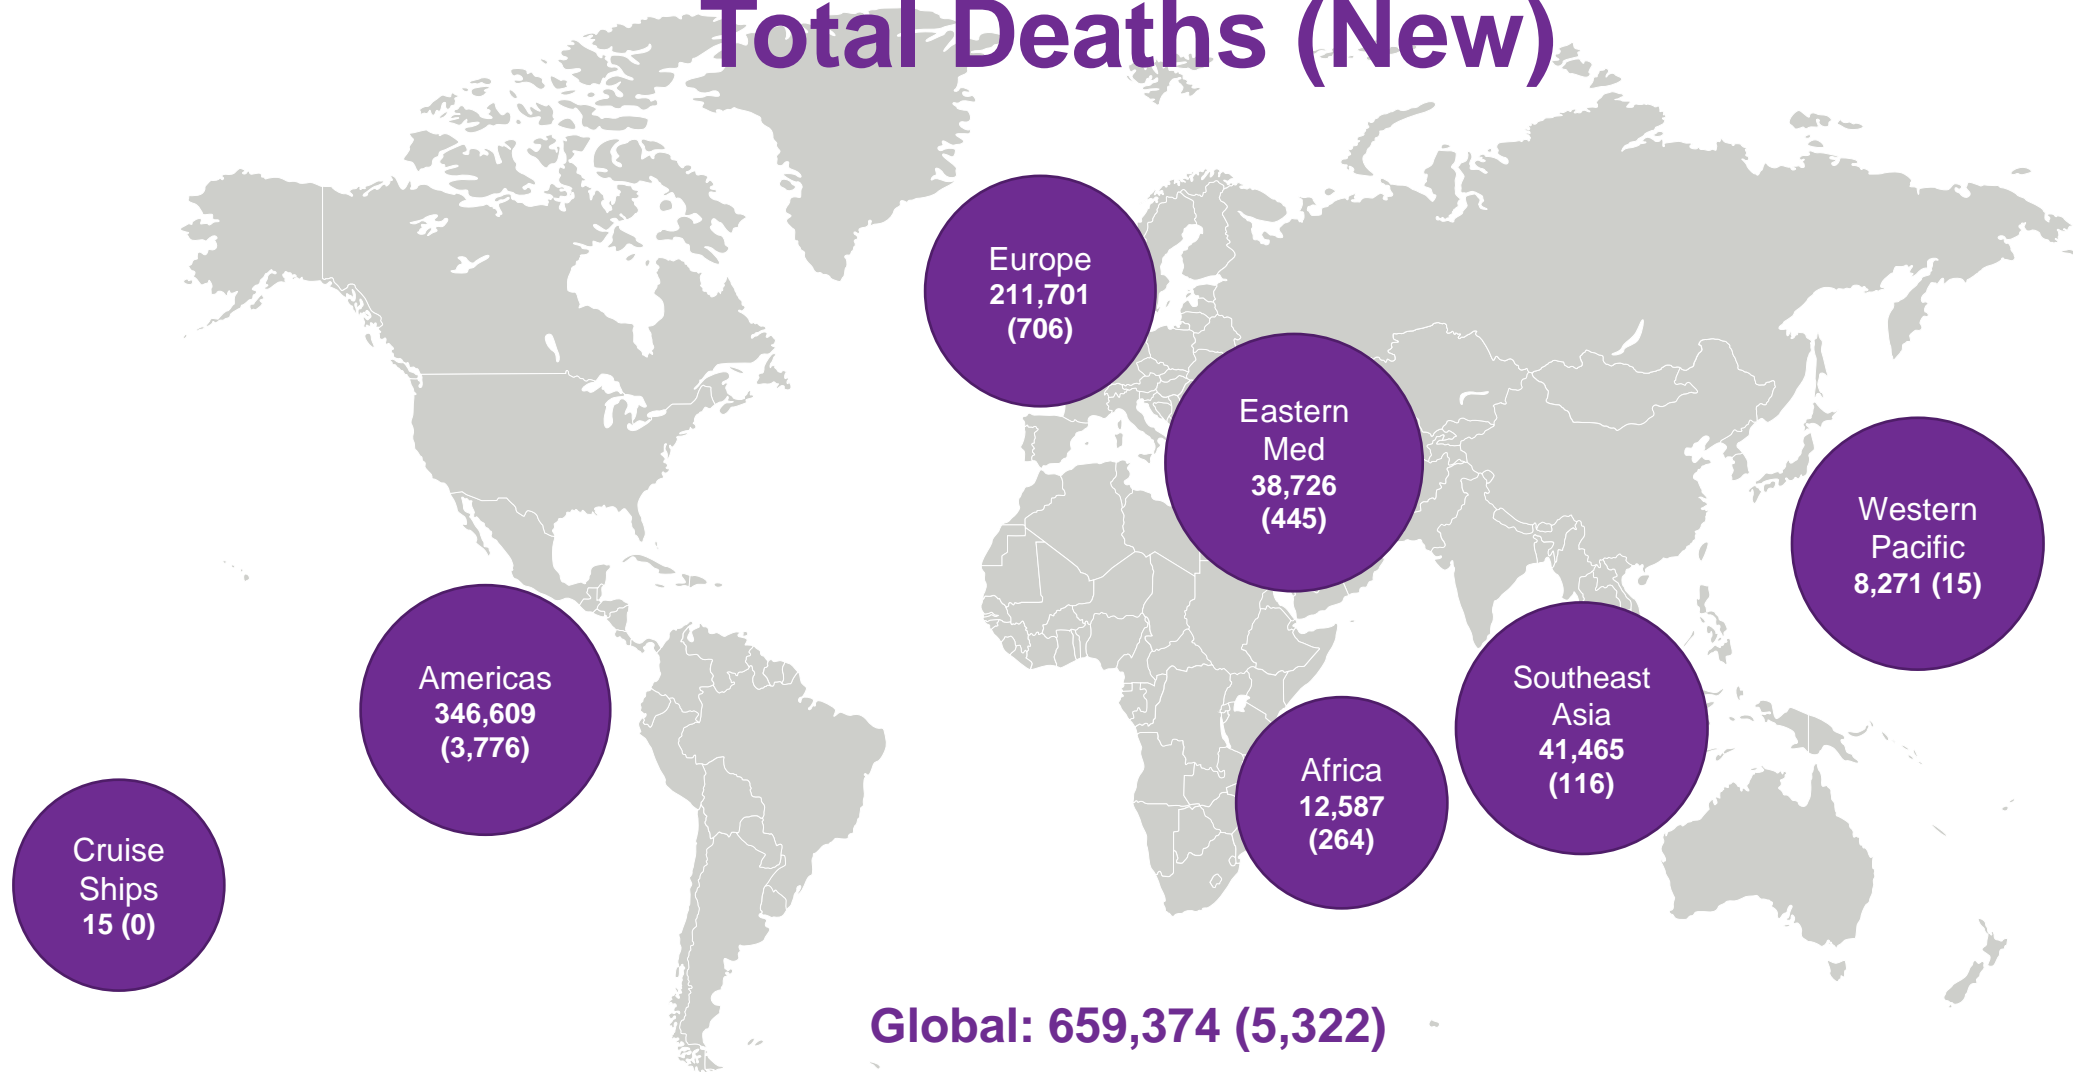 Total Deaths (New)
Europe
211,701
(706)
Eastern
Med
38,726
(445)
Western
Pacific
8,271 (15)
Americas
346,609
(3,776)
Southeast
Asia
41,465
(116)
Africa
12,587
(264)
Cruise
Ships
15 (0)
Global: 659,374 (5,322)